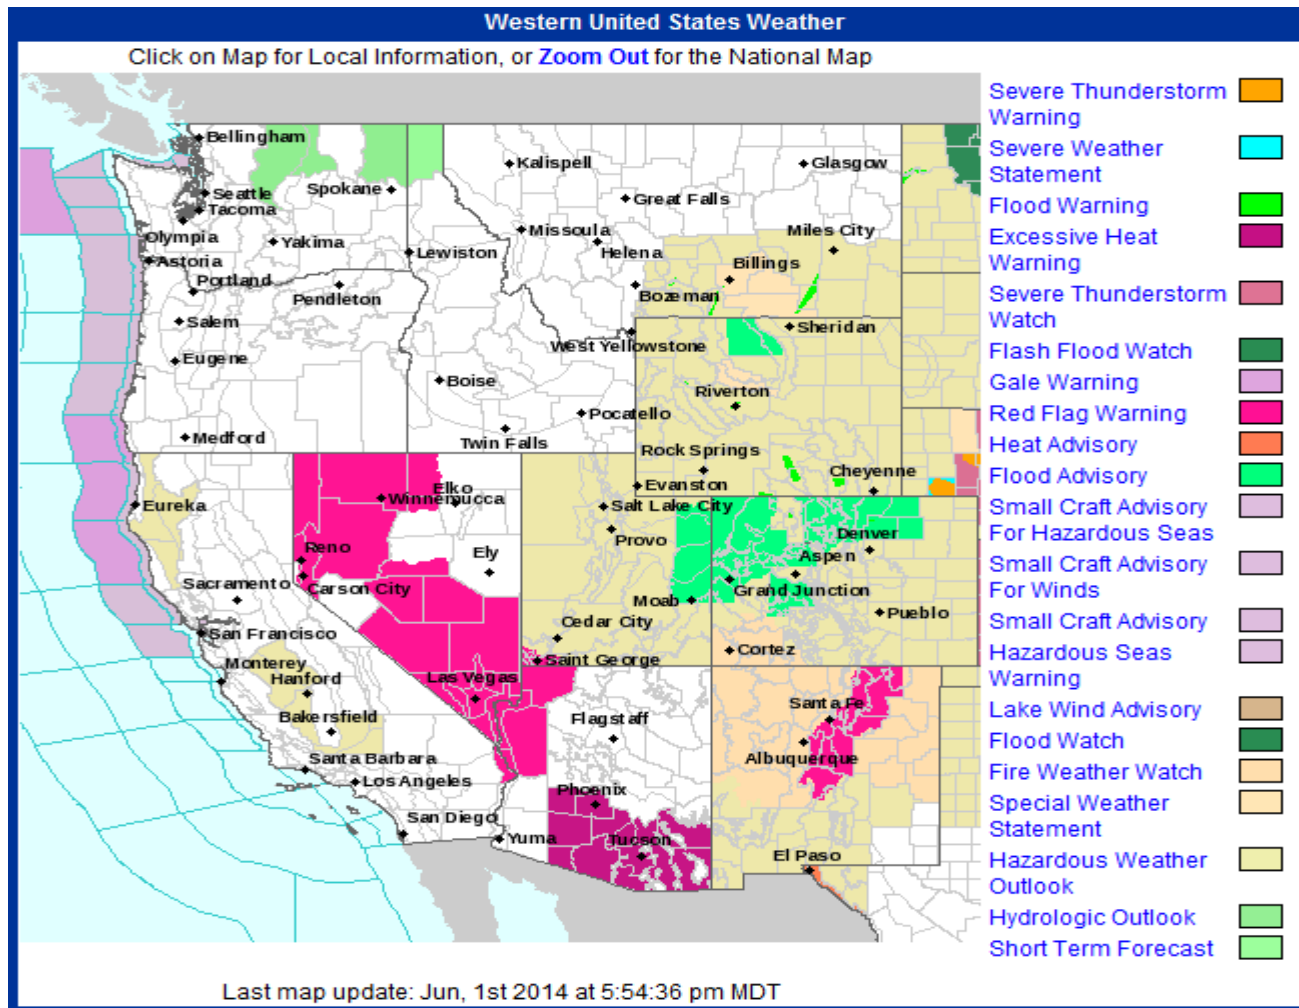 Western United States Weather
Click on Map for Local Information, or Zoom Out for the National Map
Bellingham
Seattle
Tacoma
Olympia
Astoria
Portland
Salem
Eugene
Medford
Spokane
Yakima
Pendleton
Lewiston
Kalispell
Great Falls
Glasgow
Missoula
Helena
Miles City
Billings
Bozeman
West Yellowstone
Sheridan
Boise
Pocatello
Twin Falls
Riverton
Rock Springs
Evanston
Cheyenne
Eureka
Winnemucca
Elko
Reno
Carson City
Ely
Salt Lake City
Provo
Denver
Aspen
Grand Junction
Moab
Pueblo
Sacramento
San Francisco
Monterey
Hanford
Bakersfield
Santa Barbara
Los Angeles
San Diego
Cedar City
Saint George
Cortez
Las Vegas
Flagstaff
Santa Fe
Albuquerque
Phoenix
Yuma
Tucson
El Paso
Severe Thunderstorm
Warning
Severe Weather
Statement
Flood Warning
Excessive Heat
Warning
Severe Thunderstorm
Watch
Flash Flood Watch
Gale Warning
Red Flag Warning
Heat Advisory
Flood Advisory
Small Craft Advisory
For Hazardous Seas
Small Craft Advisory
For Winds
Small Craft Advisory
Hazardous Seas
Warning
Lake Wind Advisory
Flood Watch
Fire Weather Watch
Special Weather
Statement
Hazardous Weather
Outlook
Hydrologic Outlook
Short Term Forecast
Last map update: Jun, 1st 2014 at 5:54:36 pm MDT